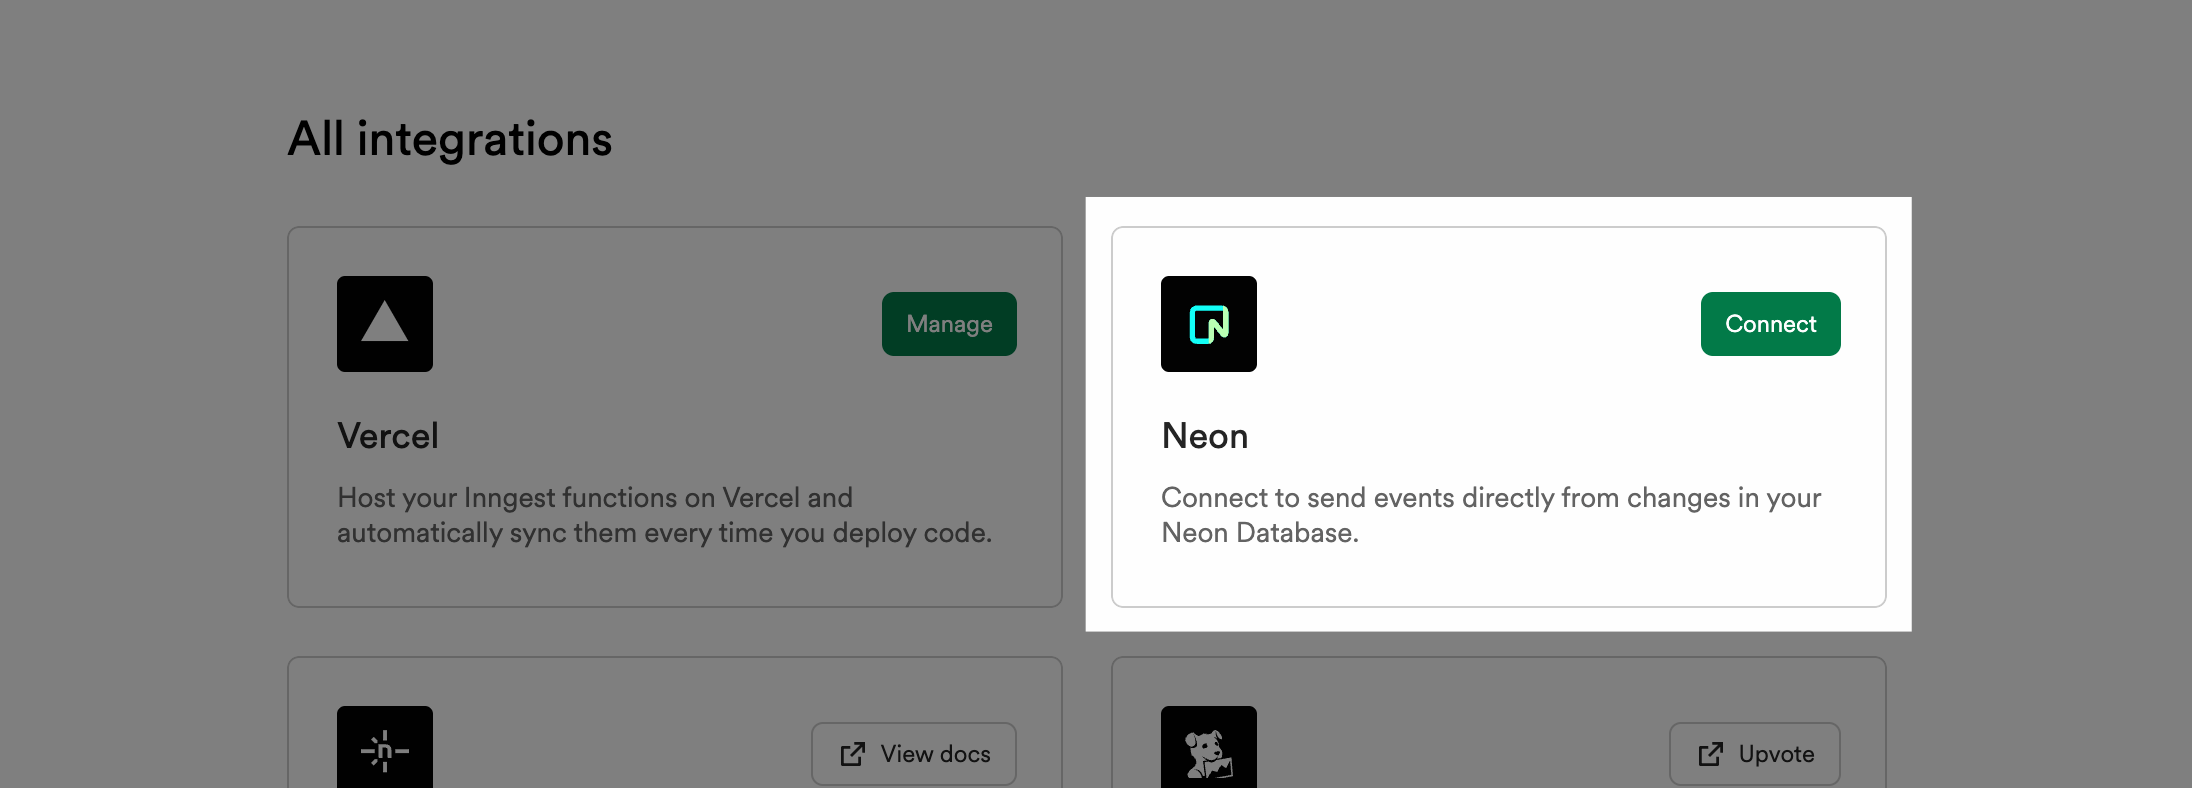 All integrations
Manage
Vercel
Host your Inngest functions on Vercel and
automatically sync them every time you deploy code.
Connect
Neon
Connect to send events directly from changes in your
Neon Database.
View docs
Upvote